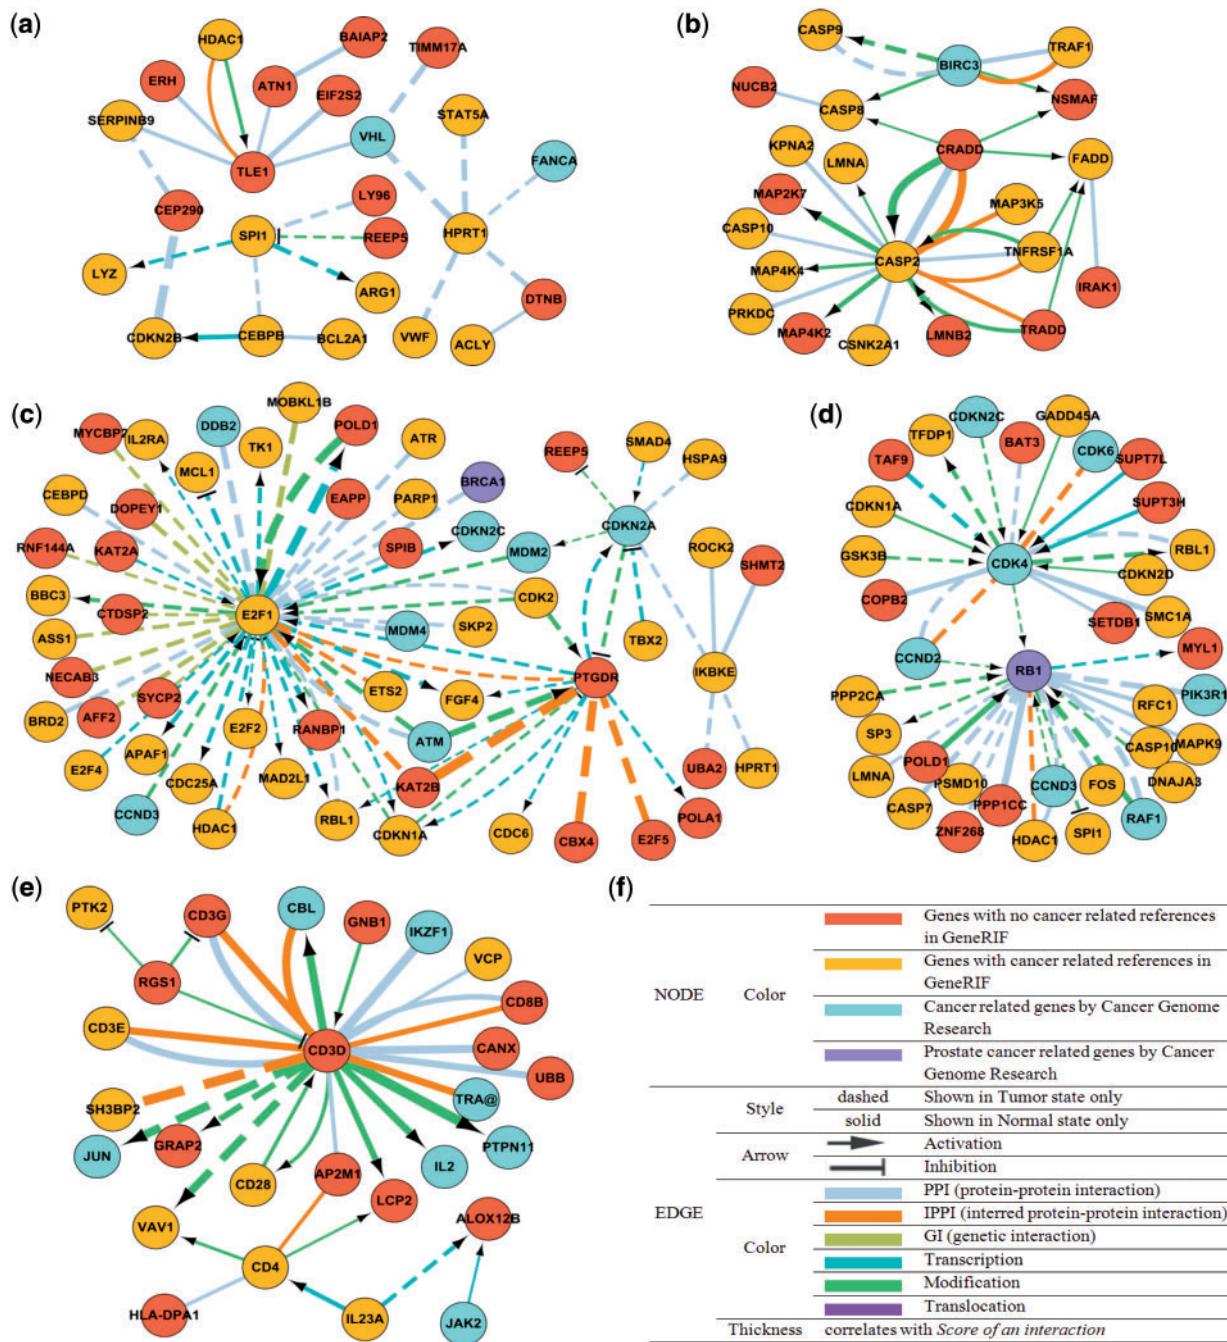 (a)
HDAC1
BAIAP2
TIMM17A
ERH
ATN1
EIF2S2
STAT5A
SERPINB9
VHL
FANCA
TLE1
CEP290
LY96
SPI1
REEP5
HPRT1
LYZ
ARG1
DTNB
CDKN2B
CEBPB
BCL2A1
VWF
ACLY
(b)
CASP9
TRAF1
BIRC3
NUCB2
NSMAF
CASP8
KPNA2
LMNA
CRADD
FADD
MAP2K7
MAP3K5
CASP10
CASP2
TNFRSF1A
MAP4K4
IRAK1
PRKDC
MAP4K2
CSNK2A1
LMNB2
TRADD
(c)
MOBKL1B
MYCBP2
IL2RA
DDB2
TK1
POLD1
ATR
REEP5
SMAD4
HSPA9
MCL1
CEBPD
DOPEY1
EAPP
PARP1
BRCA1
RNF144A
KAT2A
SPIB
CDKN2C
CDKN2A
MDM2
ROCK2
SHMT2
BBC3
CTDSP2
E2F1
CDK2
ASS1
MDM4
SKP2
TBX2
NECAB3
SYCP2
ETS2
FGF4
PTGDR
IKBKE
BRD2
AFF2
APAF1
E2F2
RANBP1
ATM
E2F4
CDC25A
MAD2L1
KAT2B
UBA2
HPRT1
CCND3
HDAC1
RBL1
CDKN1A
CDC6
CBX4
E2F5
POLA1
(d)
CDKN2C
GADD45A
TFDP1
BAT3
CDK6
TAF9
SUPT7L
CDKN1A
SUPT3H
GSK3B
CDK4
RBL1
CDKN2D
COPB2
SETDB1
SMC1A
CCND2
RB1
MYL1
PPP2CA
PIK3R1
SP3
RFC1
LMNA
POLD1
PSMD10
CCND3
FOS
CASP10
MAPK9
CASP7
PPP1CC
DNAJA3
ZNF268
HDAC1
SPI1
RAF1
(e)
PTK2
CD3G
CBL
GNB1
IKZF1
VCP
RGS1
CD8B
CD3E
CD3D
CANX
UBB
SH3BP2
TRA@
JUN
GRAP2
PTPN11
CD28
AP2M1
IL2
LCP2
VAV1
ALOX12B
CD4
HLA-DPA1
IL23A
JAK2
(f)
NODE
Color
Genes with no cancer related references
in GeneRIF
Genes with cancer related references in
GeneRIF
Cancer related genes by Cancer Genome
Research
Prostate cancer related genes by Cancer
Genome Research
EDGE
Style
dashed Shown in Tumor state only
solid Shown in Normal state only
Arrow
Activation
Inhibition
Color
PPI (protein-protein interaction)
IPPI (interred protein-protein interaction)
GI (genetic interaction)
Transcription
Modification
Translocation
Thickness correlates with Score of an interaction